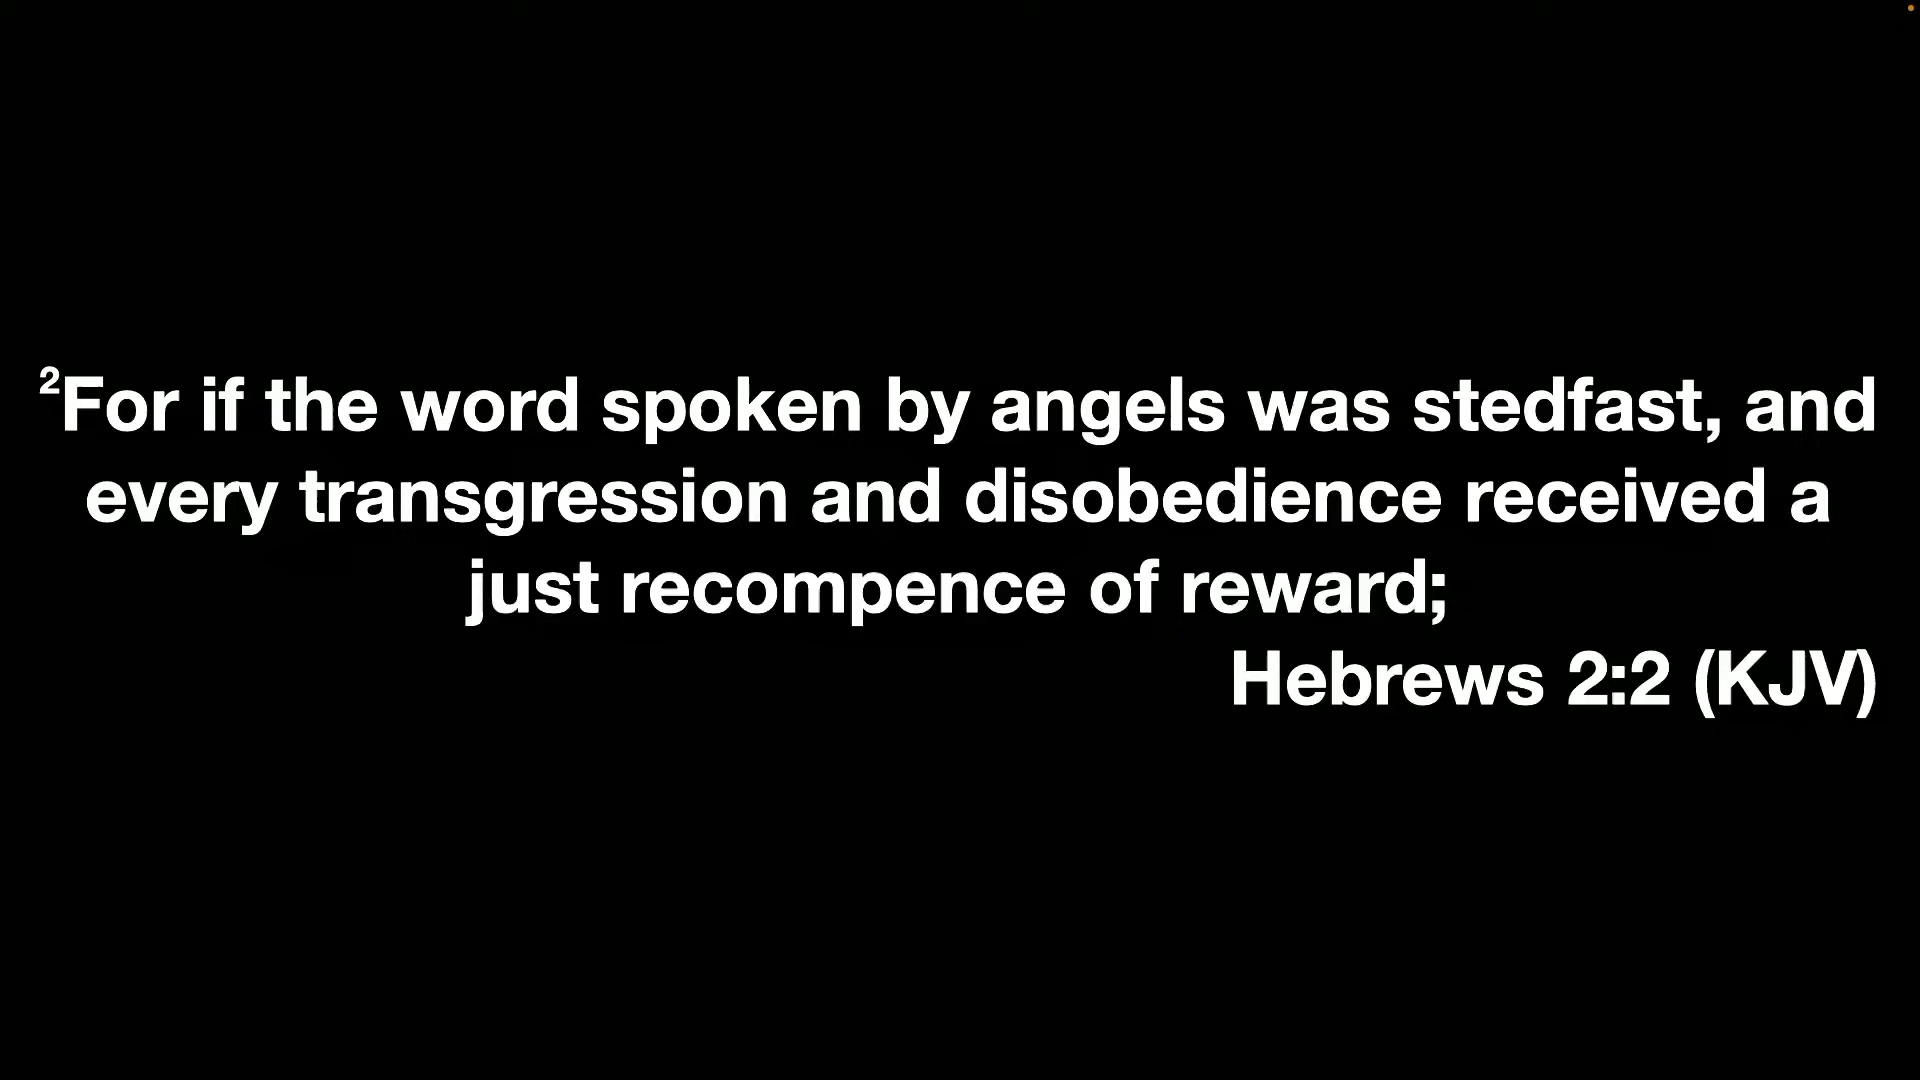 ²For if the word spoken by angels was stedfast, and
every transgression and disobedience received a
just recompence of reward;
Hebrews 2:2 (KJV)